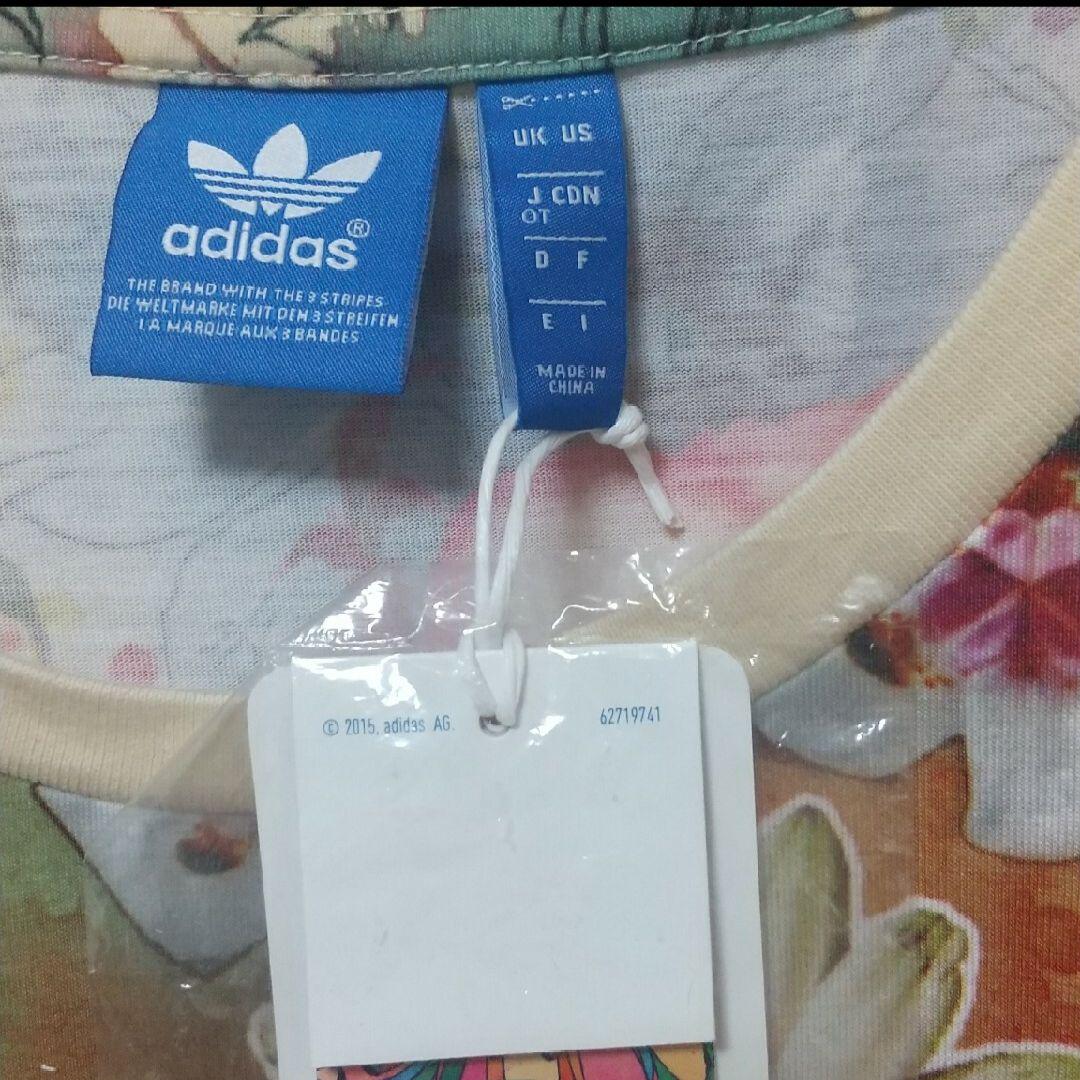 adidas®
THE BRAND WITH THE 3 STRIPES
DIE WELTMARKE MIT DEN 3 STREIFEN
LA MARQUE AUX 3 BANDES
UK US
J CDN
OT
D F
E I
MADE IN
CHINA
© 2015, adidas AG.
62719741